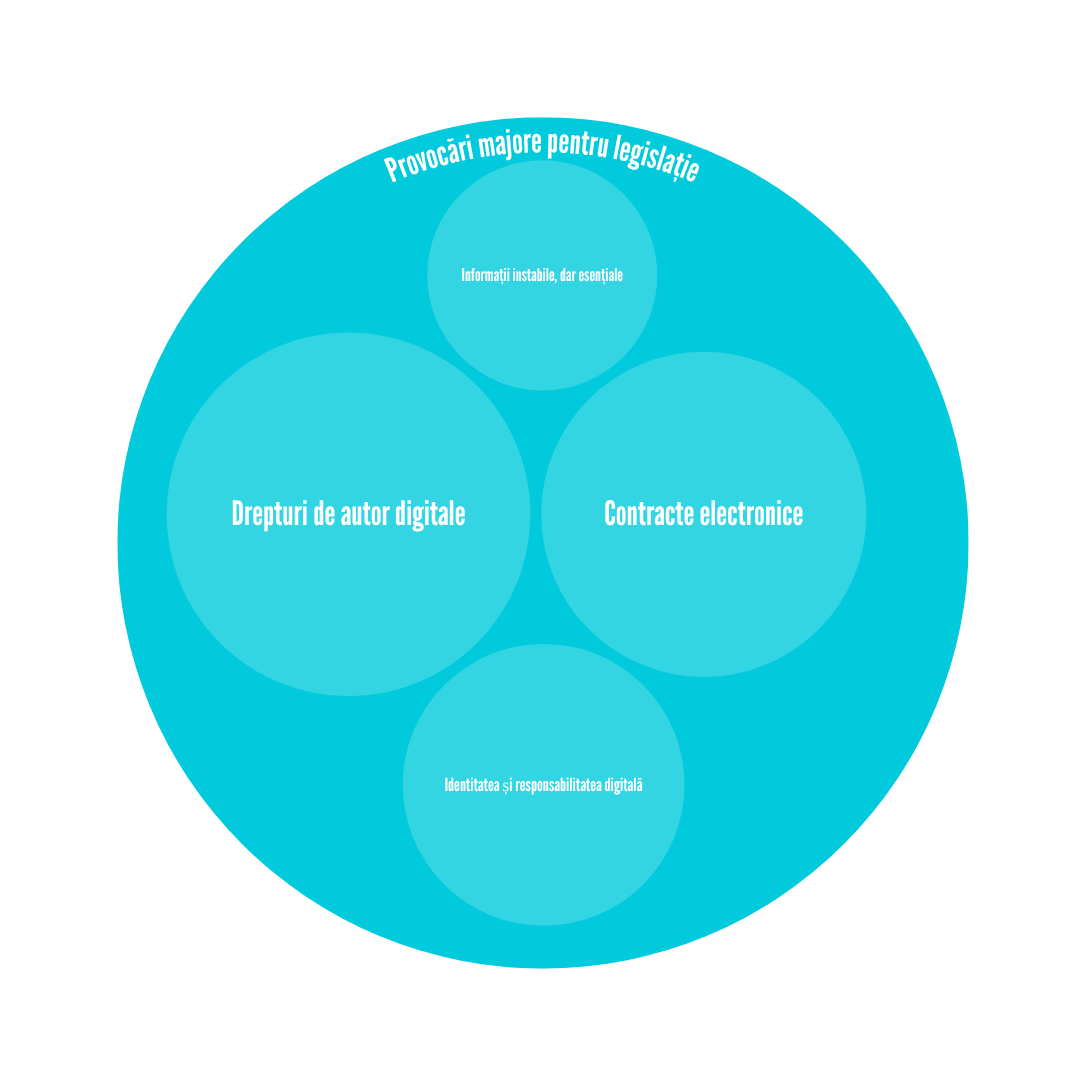 Provocări majore pentru legislație
Informații instabile, dar esențiale
Drepturi de autor digitale
Contracte electronice
Identitatea și responsabilitatea digitală